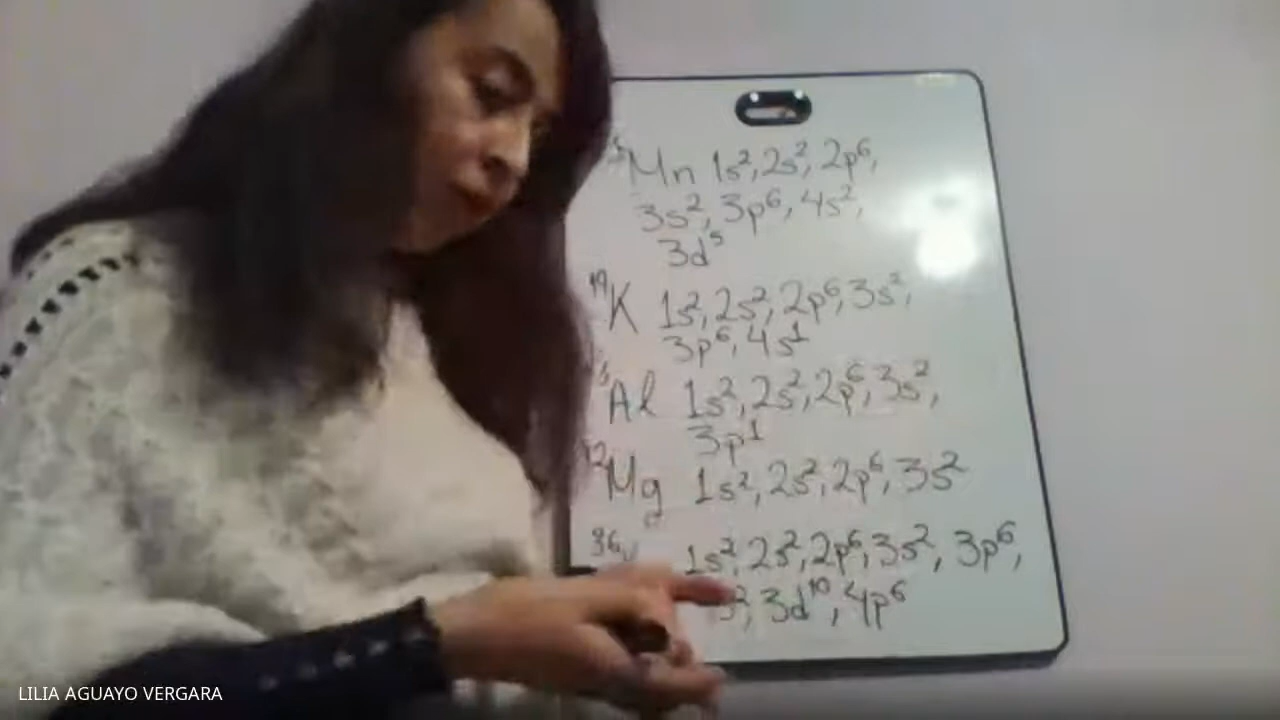 Mn 1s², 2s², 2p⁶,
3s², 3p⁶, 4s²,
3d⁵
¹⁹K 1s², 2s², 2p⁶, 3s²,
3p⁶, 4s¹
Al 1s², 2s², 2p⁶, 3s²,
3p¹
¹²Mg 1s², 2s², 2p⁶, 3s²
36 1s², 2s², 2p⁶, 3s², 3p⁶,
3d¹⁰, 4p⁶
LILIA AGUAYO VERGARA